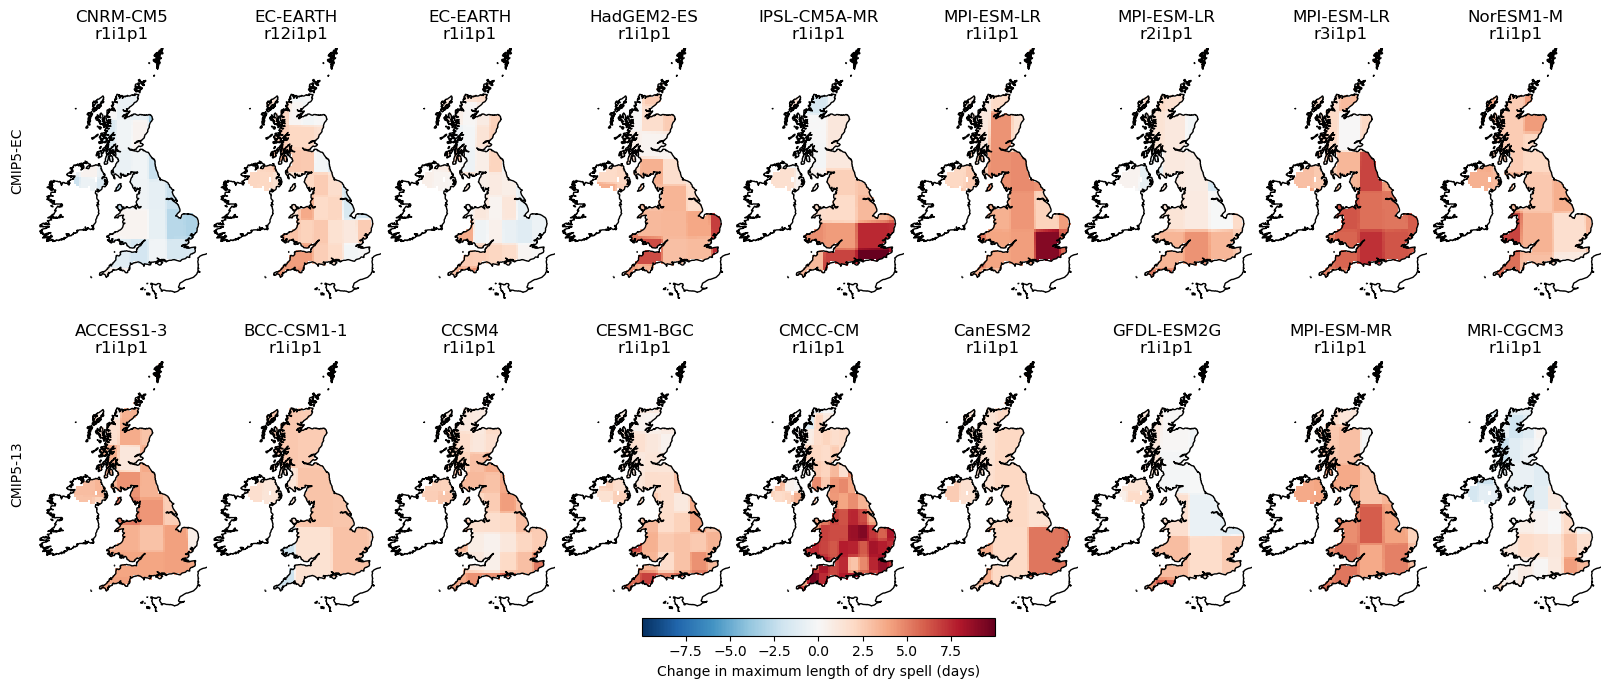 CNRM-CM5
r1i1p1
EC-EARTH
r12i1p1
EC-EARTH
r1i1p1
HadGEM2-ES
r1i1p1
IPSL-CM5A-MR
r1i1p1
MPI-ESM-LR
r1i1p1
MPI-ESM-LR
r2i1p1
MPI-ESM-LR
r3i1p1
NorESM1-M
r1i1p1
CMIP5-EC
ACCESS1-3
r1i1p1
BCC-CSM1-1
r1i1p1
CCSM4
r1i1p1
CESM1-BGC
r1i1p1
CMCC-CM
r1i1p1
CanESM2
r1i1p1
GFDL-ESM2G
r1i1p1
MPI-ESM-MR
r1i1p1
MRI-CGCM3
r1i1p1
CMIP5-13
−7.5 −5.0 −2.5 0.0 2.5 5.0 7.5
Change in maximum length of dry spell (days)